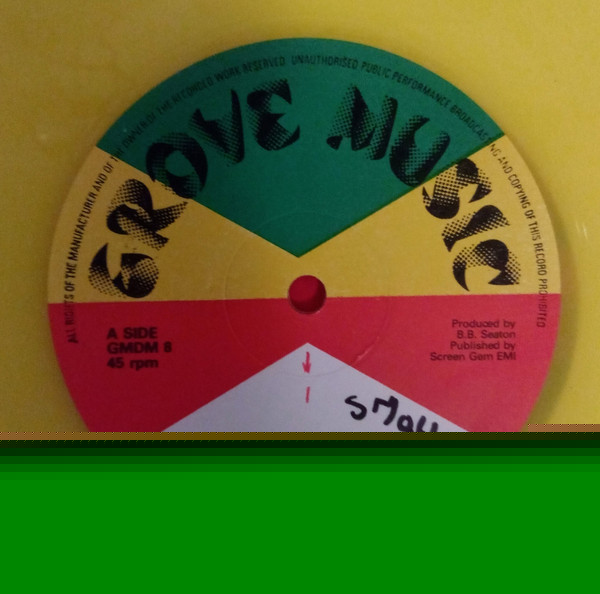 ALL RIGHTS OF THE MANUFACTURER AND OF THE OWNER OF THE RECORDED WORK RESERVED. UNAUTHORISED PUBLIC PERFORMANCE BROADCASTING AND COPYING OF THIS RECORD PROHIBITED
GROVE MUSIC
A SIDE
GMDM 8
45 rpm
Produced by
B.B. Seaton
Published by
Screen Gem EMI